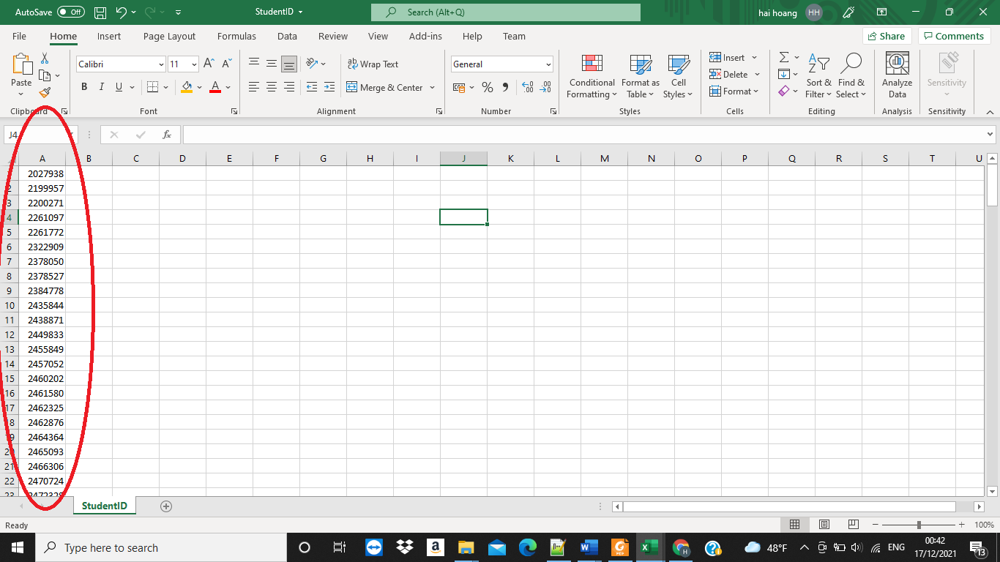 AutoSave Off StudentID Search (Alt+Q) hai hoang HH
File Home Insert Page Layout Formulas Data Review View Add-ins Help Team Share Comments
Calibri 11 Wrap Text General Insert
Paste Conditional Formatting Format as Table Cell Styles Delete Sort & Filter Find & Select Analyze Data Sensitivity
B I U Merge & Center % Format
Clipboard Font Alignment Number Styles Cells Editing Analysis Sensitivity
J4 fx
A B C D E F G H I J K L M N O P Q R S T U
2027938
2 2199957
3 2200271
4 2261097
5 2261772
6 2322909
7 2378050
8 2378527
9 2384778
10 2435844
11 2438871
12 2449833
13 2455849
14 2457052
15 2460202
16 2461580
17 2462325
18 2462876
19 2464364
20 2465093
21 2466306
22 2470724
23 2472328
StudentID
Ready 100%
Type here to search 48°F ENG 00:42
17/12/2021 13